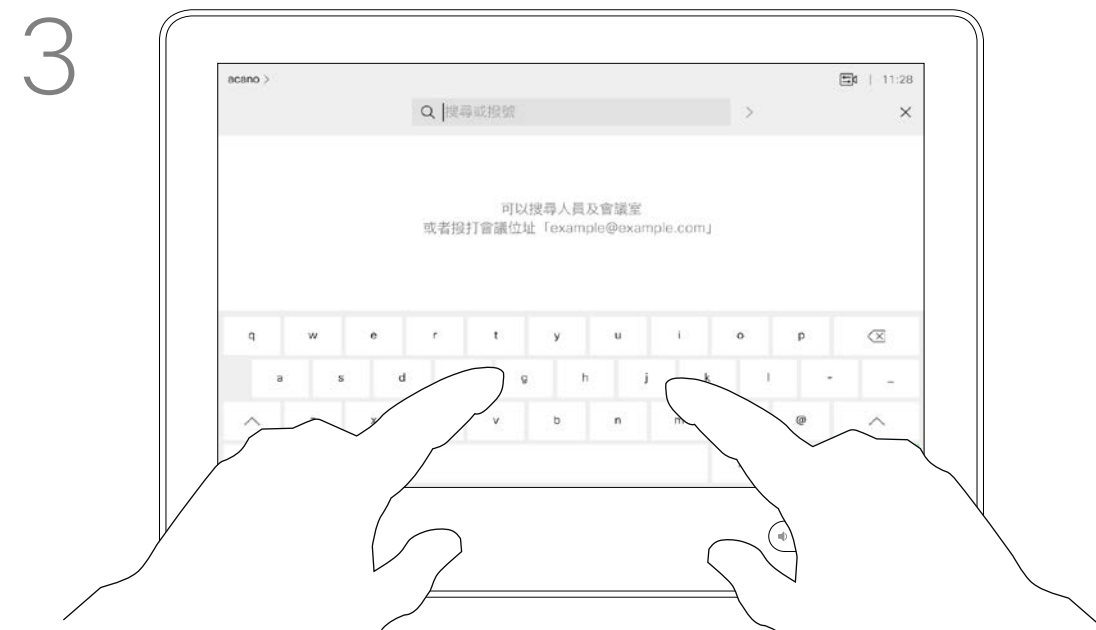 3
acano >
11:28
搜尋或撥號
可以搜尋人員及會議室
或者撥打會議位址「example@example.com」
q w e r t y u i o p
a s d g h j k l - _
x v b n m @